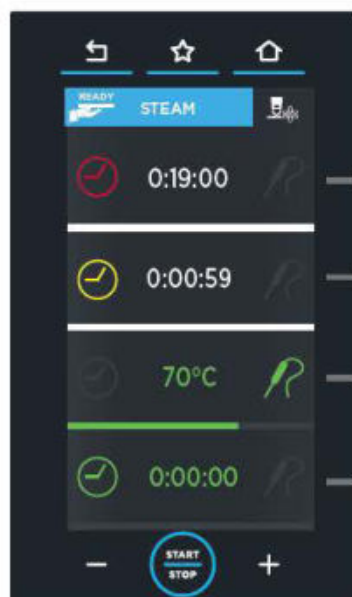 READY
STEAM
0:19:00
0:00:59
70°C
0:00:00
− START STOP +